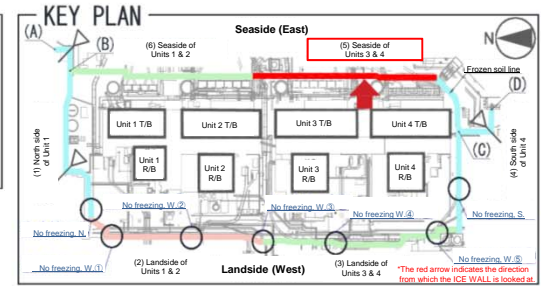 KEY PLAN
Seaside (East)
N
(A)
(B)
(6) Seaside of
Units 1 & 2
(5) Seaside of
Units 3 & 4
Frozen soil line
(D)
(1) North side
of Unit 1
Unit 1 T/B
Unit 2 T/B
Unit 3 T/B
Unit 4 T/B
(C)
(4) South side
of Unit 4
Unit 1
R/B
Unit 2
R/B
Unit 3
R/B
Unit 4
R/B
No freezing, W.②
No freezing, W.③
No freezing, W.④
No freezing, S.
No freezing, N.
No freezing, W.①
(2) Landside of
Units 1 & 2
Landside (West)
(3) Landside of
Units 3 & 4
No freezing, W.⑤
*The red arrow indicates the direction
from which the ICE WALL is looked at.